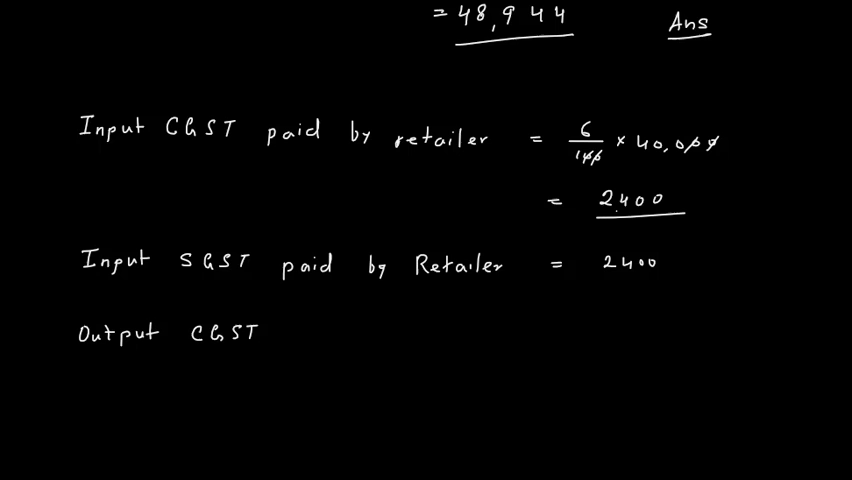 = 48,944 Ans
Input CGST paid by retailer = 6/100 × 40,000
= 2400
Input SGST paid by Retailer = 2400
Output CGST